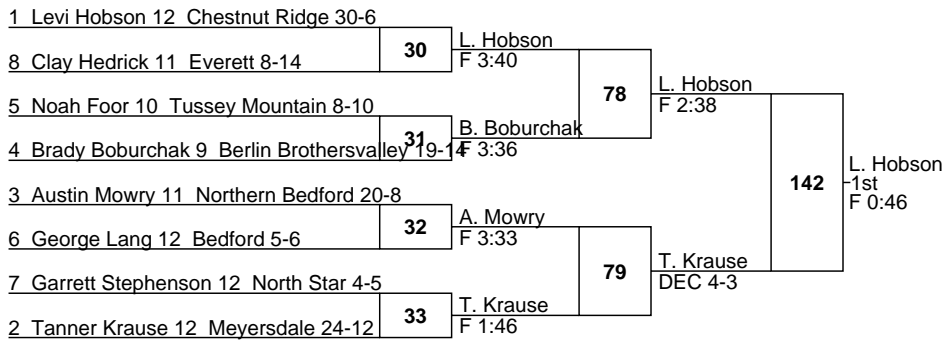 1 Levi Hobson 12 Chestnut Ridge 30-6
30
L. Hobson
F 3:40
8 Clay Hedrick 11 Everett 8-14
78
L. Hobson
F 2:38
5 Noah Foor 10 Tussey Mountain 8-10
31
B. Boburchak
F 3:36
4 Brady Boburchak 9 Berlin Brothersvalley 19-14
142
L. Hobson
1st
F 0:46
3 Austin Mowry 11 Northern Bedford 20-8
32
A. Mowry
F 3:33
6 George Lang 12 Bedford 5-6
79
T. Krause
DEC 4-3
7 Garrett Stephenson 12 North Star 4-5
33
T. Krause
F 1:46
2 Tanner Krause 12 Meyersdale 24-12